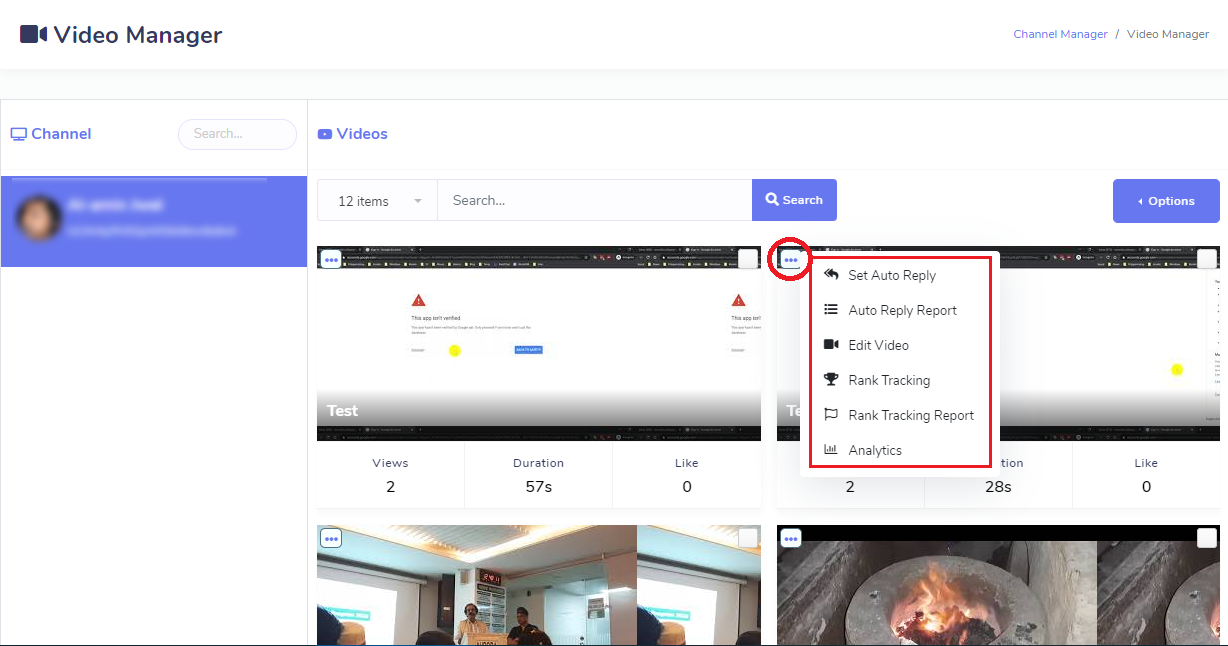 Video Manager
Channel Manager / Video Manager
Channel
Search...
Videos
12 items
Search...
Search
Options
This app isn't verified
Test
Views
2
Duration
57s
Like
0
Set Auto Reply
Auto Reply Report
Edit Video
Rank Tracking
Rank Tracking Report
Analytics
Te
2
tion
28s
Like
0